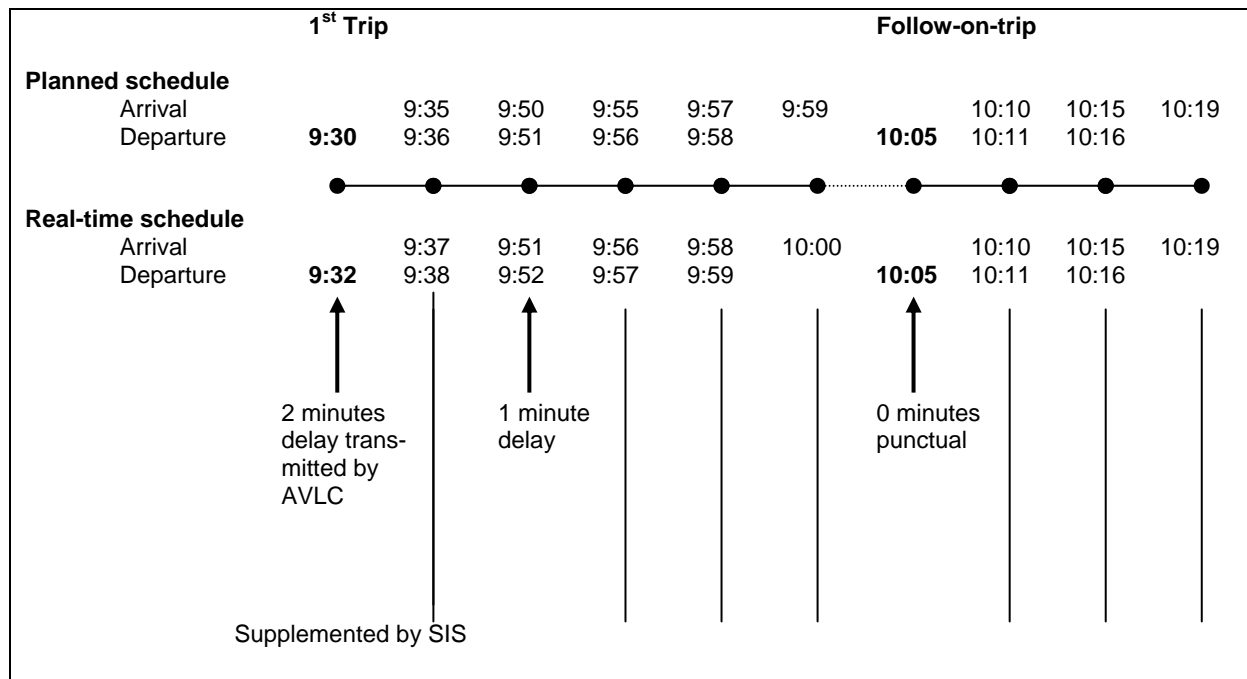 1st Trip Follow-on-trip
Planned schedule
Arrival 9:35 9:50 9:55 9:57 9:59 10:10 10:15 10:19
Departure 9:30 9:36 9:51 9:56 9:58 10:05 10:11 10:16
Real-time schedule
Arrival 9:37 9:51 9:56 9:58 10:00 10:10 10:15 10:19
Departure 9:32 9:38 9:52 9:57 9:59 10:05 10:11 10:16
2 minutes
delay trans-
mitted by
AVLC
1 minute
delay
0 minutes
punctual
Supplemented by SIS